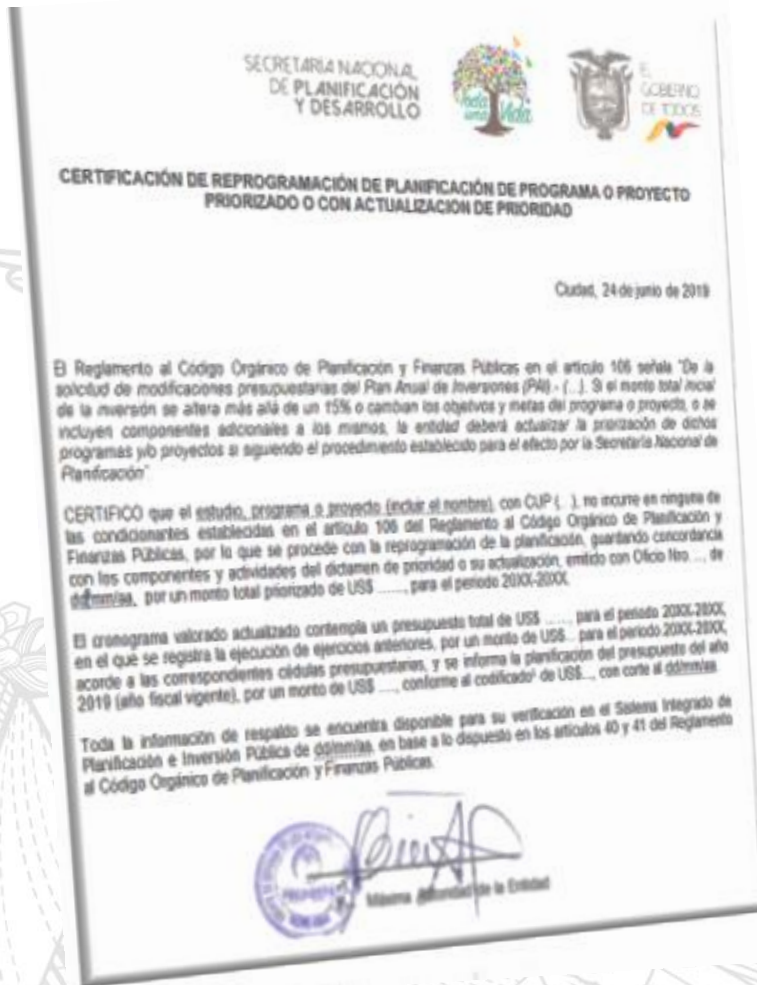 SECRETARIA NACIONAL
DE PLANIFICACIÓN
Y DESARROLLO
Toda
una Vida
EL
GOBIERNO
DE TODOS
CERTIFICACIÓN DE REPROGRAMACIÓN DE PLANIFICACIÓN DE PROGRAMA O PROYECTO
PRIORIZADO O CON ACTUALIZACION DE PRIORIDAD
Ciudad, 24 de junio de 2019
El Reglamento al Código Orgánico de Planificación y Finanzas Públicas en el artículo 106 señala "De la
solicitud de modificaciones presupuestarias del Plan Anual de Inversiones (PAI) - (...). Si el monto total inicial
de la inversión se altera más allá de un 15% o cambian los objetivos y metas del programa o proyecto, o se
incluyen componentes adicionales a los mismos, la entidad deberá actualizar la priorización de dichos
programas y/o proyectos si siguiendo el procedimiento establecido para el efecto por la Secretaría Nacional de
Planificación"
CERTIFICO que el estudio, programa o proyecto (incluir el nombre), con CUP (...), no incurre en ninguna de
las condicionantes establecidas en el artículo 106 del Reglamento al Código Orgánico de Planificación y
Finanzas Públicas, por lo que se procede con la reprogramación de la planificación, guardando concordancia
con los componentes y actividades del dictamen de prioridad o su actualización, emitido con Oficio Nro. ..., de
dd/mm/aa, por un monto total priorizado de US$ ......., para el periodo 20XX-20XX.
El cronograma valorado actualizado contempla un presupuesto total de US$ ......, para el periodo 20XX-20XX,
en el que se registra la ejecución de ejercicios anteriores, por un monto de US$... para el periodo 20XX-20XX,
acorde a las correspondientes cédulas presupuestarias, y se informa la planificación del presupuesto del año
2019 (año fiscal vigente), por un monto de US$ ...., conforme al codificado¹ de US$..., con corte al dd/mm/aa.
Toda la información de respaldo se encuentra disponible para su verificación en el Sistema Integrado de
Planificación e Inversión Pública de dd/mm/aa, en base a lo dispuesto en los artículos 40 y 41 del Reglamento
al Código Orgánico de Planificación y Finanzas Públicas.
Máxima Autoridad de la Entidad